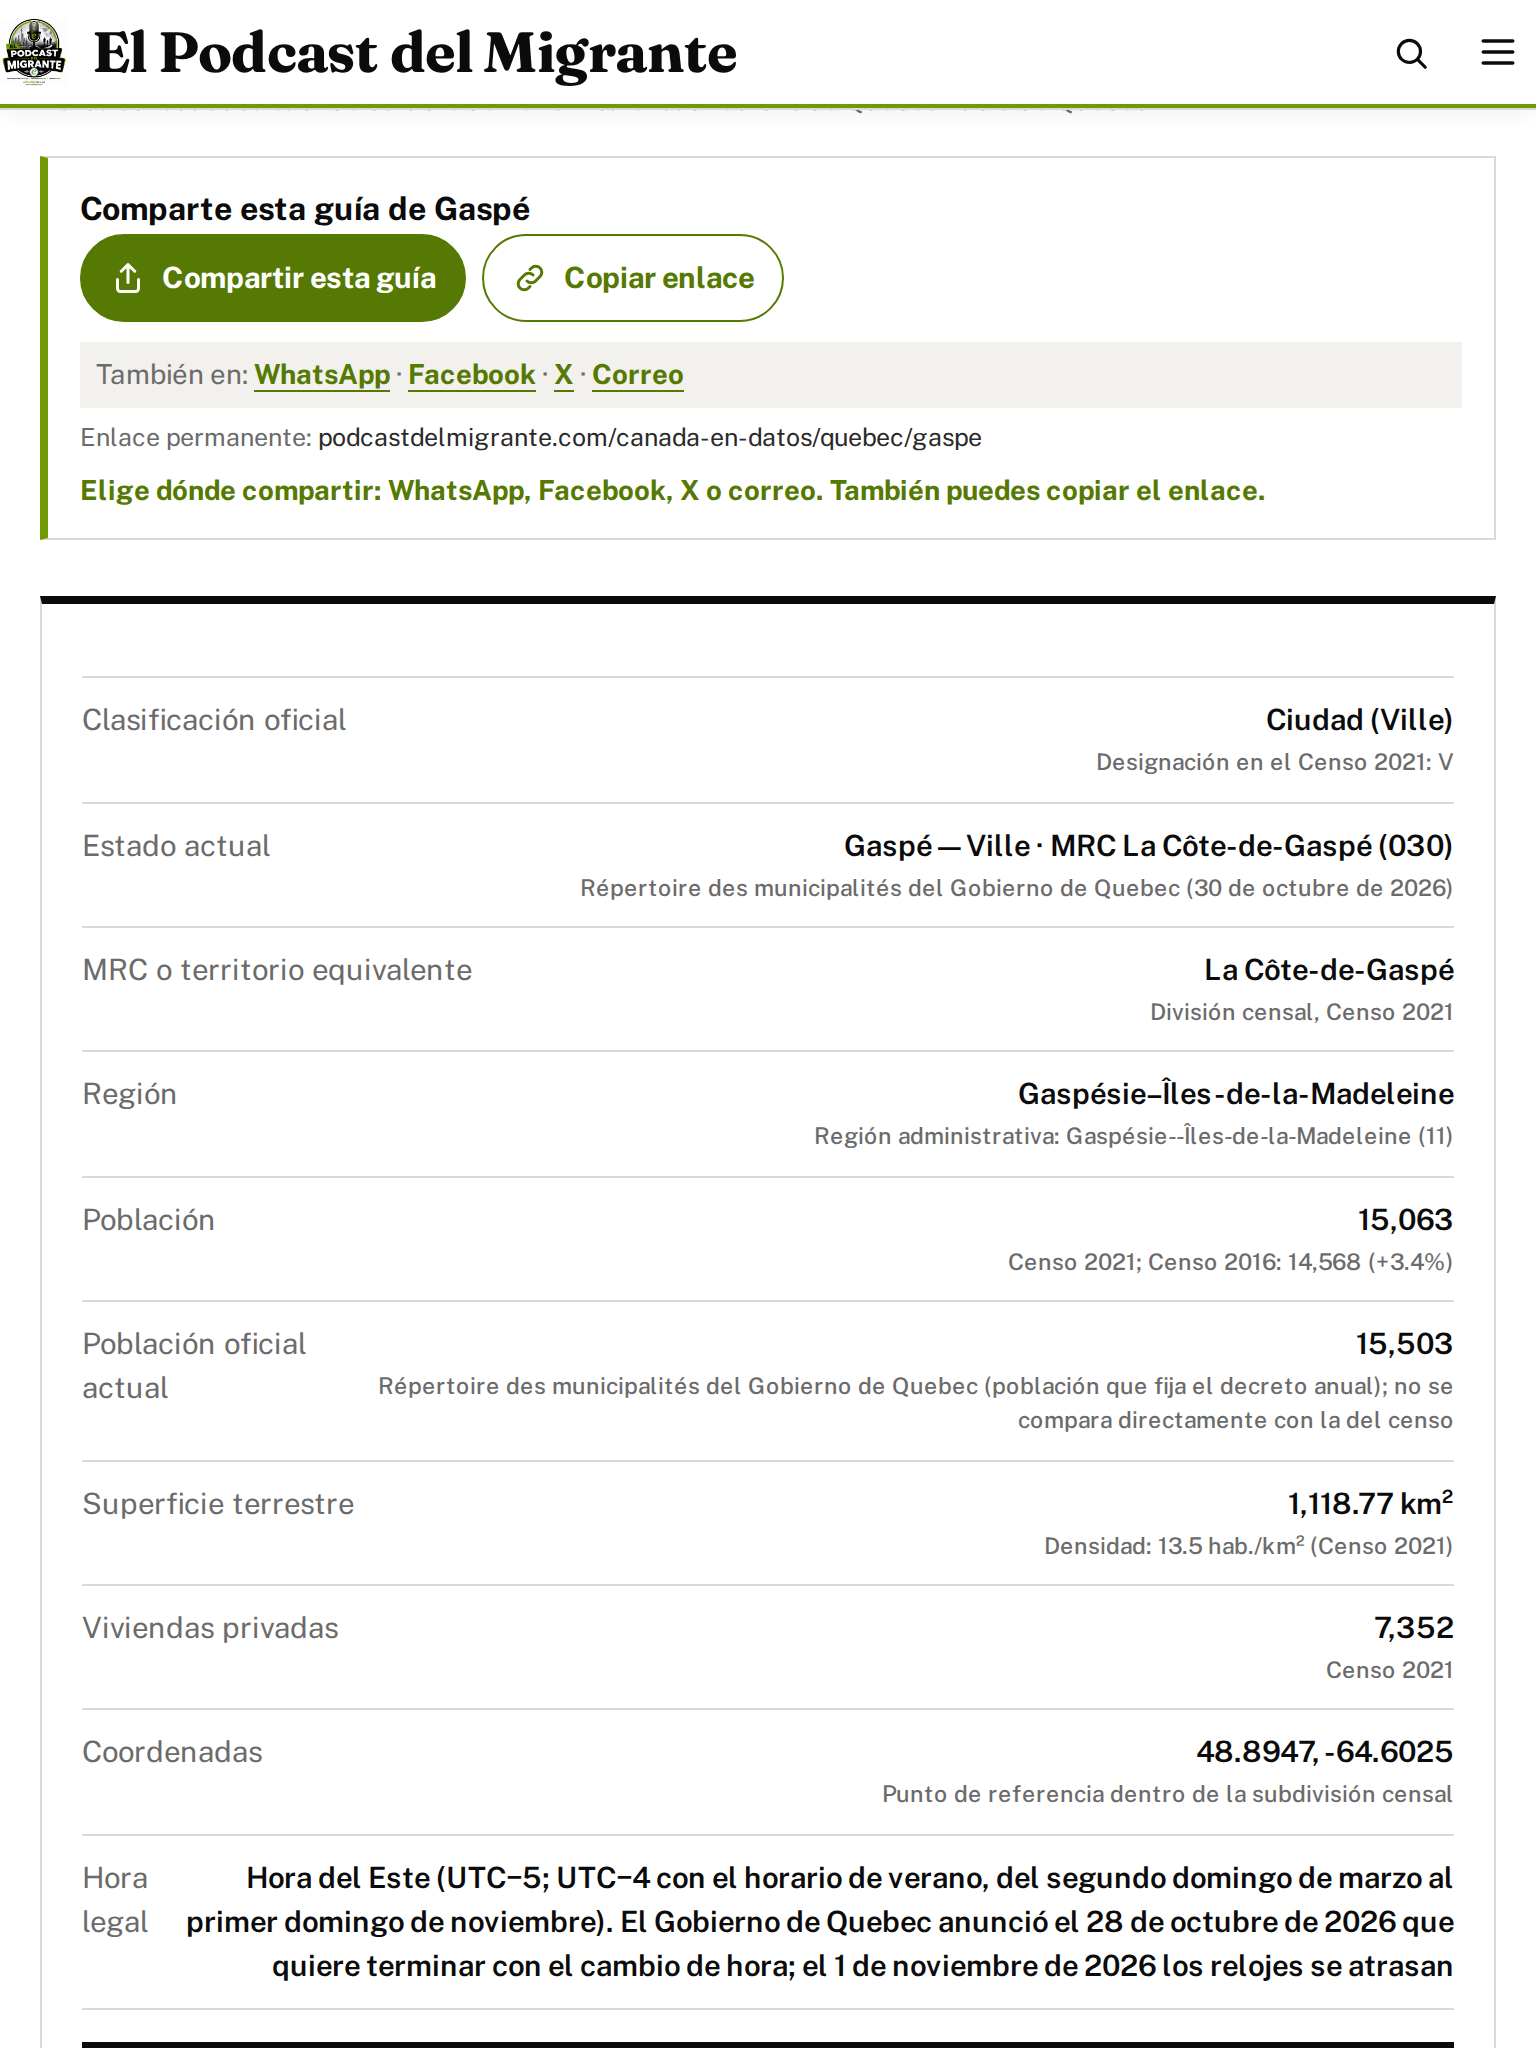 PODCAST
MIGRANTE
El Podcast del Migrante
Comparte esta guía de Gaspé
Compartir esta guía
Copiar enlace
También en: WhatsApp · Facebook · X · Correo
Enlace permanente: podcastdelmigrante.com/canada-en-datos/quebec/gaspe
Elige dónde compartir: WhatsApp, Facebook, X o correo. También puedes copiar el enlace.
Clasificación oficial
Ciudad (Ville)
Designación en el Censo 2021: V
Estado actual
Gaspé — Ville · MRC La Côte-de-Gaspé (030)
Répertoire des municipalités del Gobierno de Quebec (30 de octubre de 2026)
MRC o territorio equivalente
La Côte-de-Gaspé
División censal, Censo 2021
Región
Gaspésie–Îles-de-la-Madeleine
Región administrativa: Gaspésie--Îles-de-la-Madeleine (11)
Población
15,063
Censo 2021; Censo 2016: 14,568 (+3.4%)
Población oficial
actual
15,503
Répertoire des municipalités del Gobierno de Quebec (población que fija el decreto anual); no se
compara directamente con la del censo
Superficie terrestre
1,118.77 km²
Densidad: 13.5 hab./km² (Censo 2021)
Viviendas privadas
7,352
Censo 2021
Coordenadas
48.8947, -64.6025
Punto de referencia dentro de la subdivisión censal
Hora
legal
Hora del Este (UTC−5; UTC−4 con el horario de verano, del segundo domingo de marzo al
primer domingo de noviembre). El Gobierno de Quebec anunció el 28 de octubre de 2026 que
quiere terminar con el cambio de hora; el 1 de noviembre de 2026 los relojes se atrasan